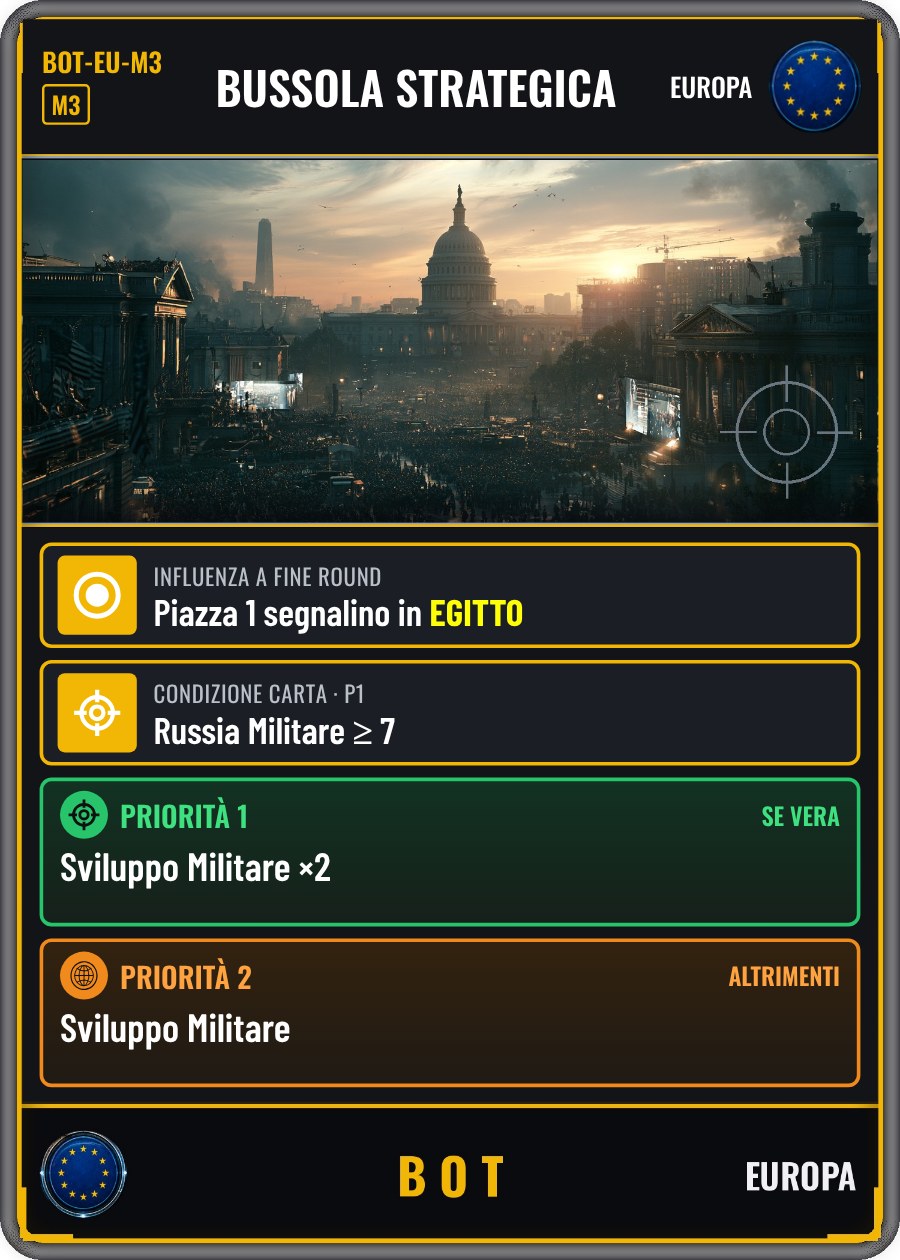 BOT-EU-M3
M3
BUSSOLA STRATEGICA
EUROPA
INFLUENZA A FINE ROUND
Piazza 1 segnalino in EGITTO
CONDIZIONE CARTA · P1
Russia Militare ≥ 7
PRIORITÀ 1
SE VERA
Sviluppo Militare ×2
PRIORITÀ 2
ALTRIMENTI
Sviluppo Militare
BOT
EUROPA